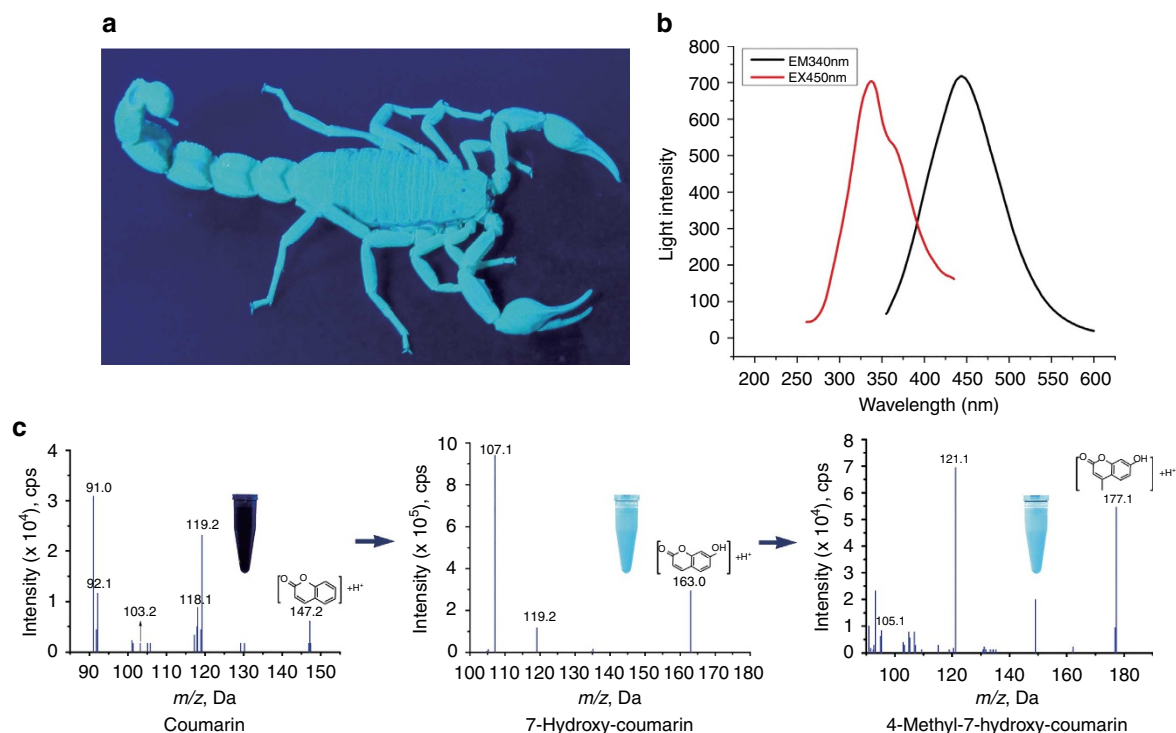 a
b
EM340nm
EX450nm
800
700
600
500
400
300
200
100
0
Light intensity
200 250 300 350 400 450 500 550 600
Wavelength (nm)
c
4
3
2
1
0
Intensity (x 10⁴), cps
91.0
92.1
103.2
118.1
119.2
147.2
O O +H⁺
90 100 110 120 130 140 150
m/z, Da
Coumarin
10
8
6
4
2
0
Intensity (x 10⁵), cps
107.1
119.2
163.0
O O OH +H⁺
100 110 120 130 140 150 160 170 180
m/z, Da
7-Hydroxy-coumarin
8
7
6
5
4
3
2
1
0
Intensity (x 10⁴), cps
105.1
121.1
177.1
O O OH +H⁺
100 120 140 160 180
m/z, Da
4-Methyl-7-hydroxy-coumarin